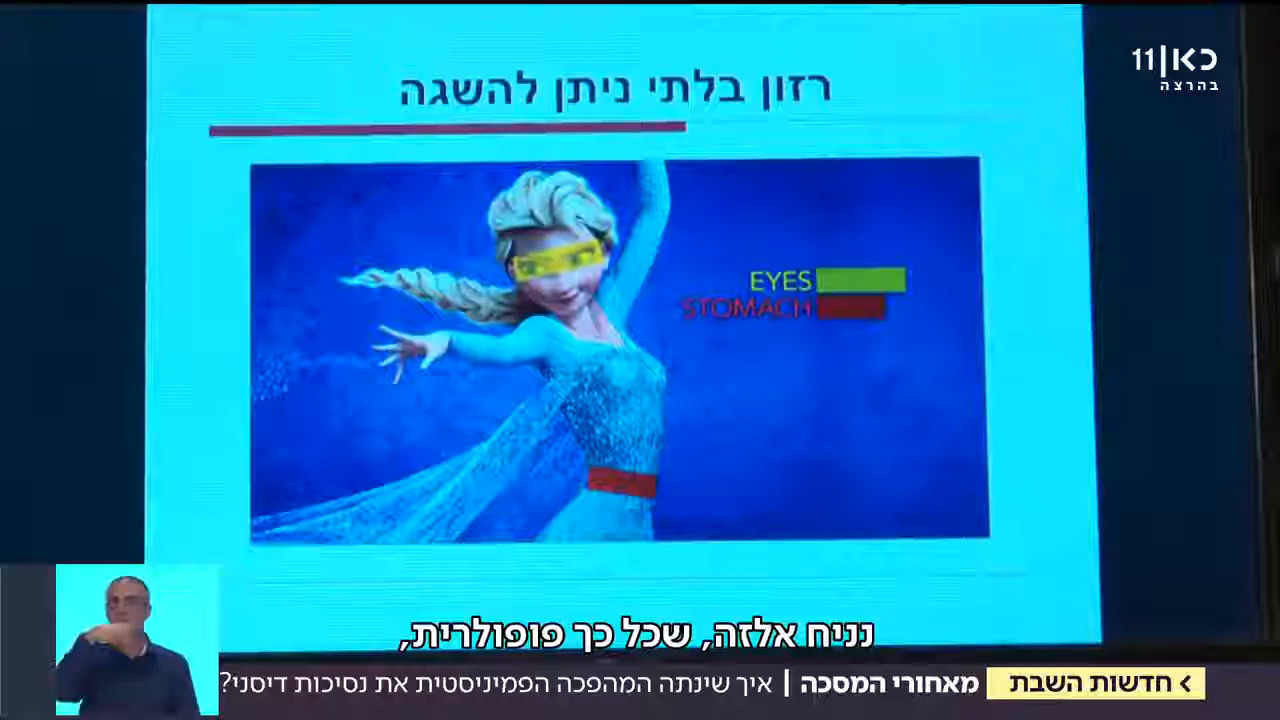 כאן 11
בהרצה
רזון בלתי ניתן להשגה
EYES
STOMACH
נניח אלזה, שכל כך פופולרית,
חדשות השבת
מאחורי המסכה | איך שינתה המהפכה הפמיניסטית את נסיכות דיסני?